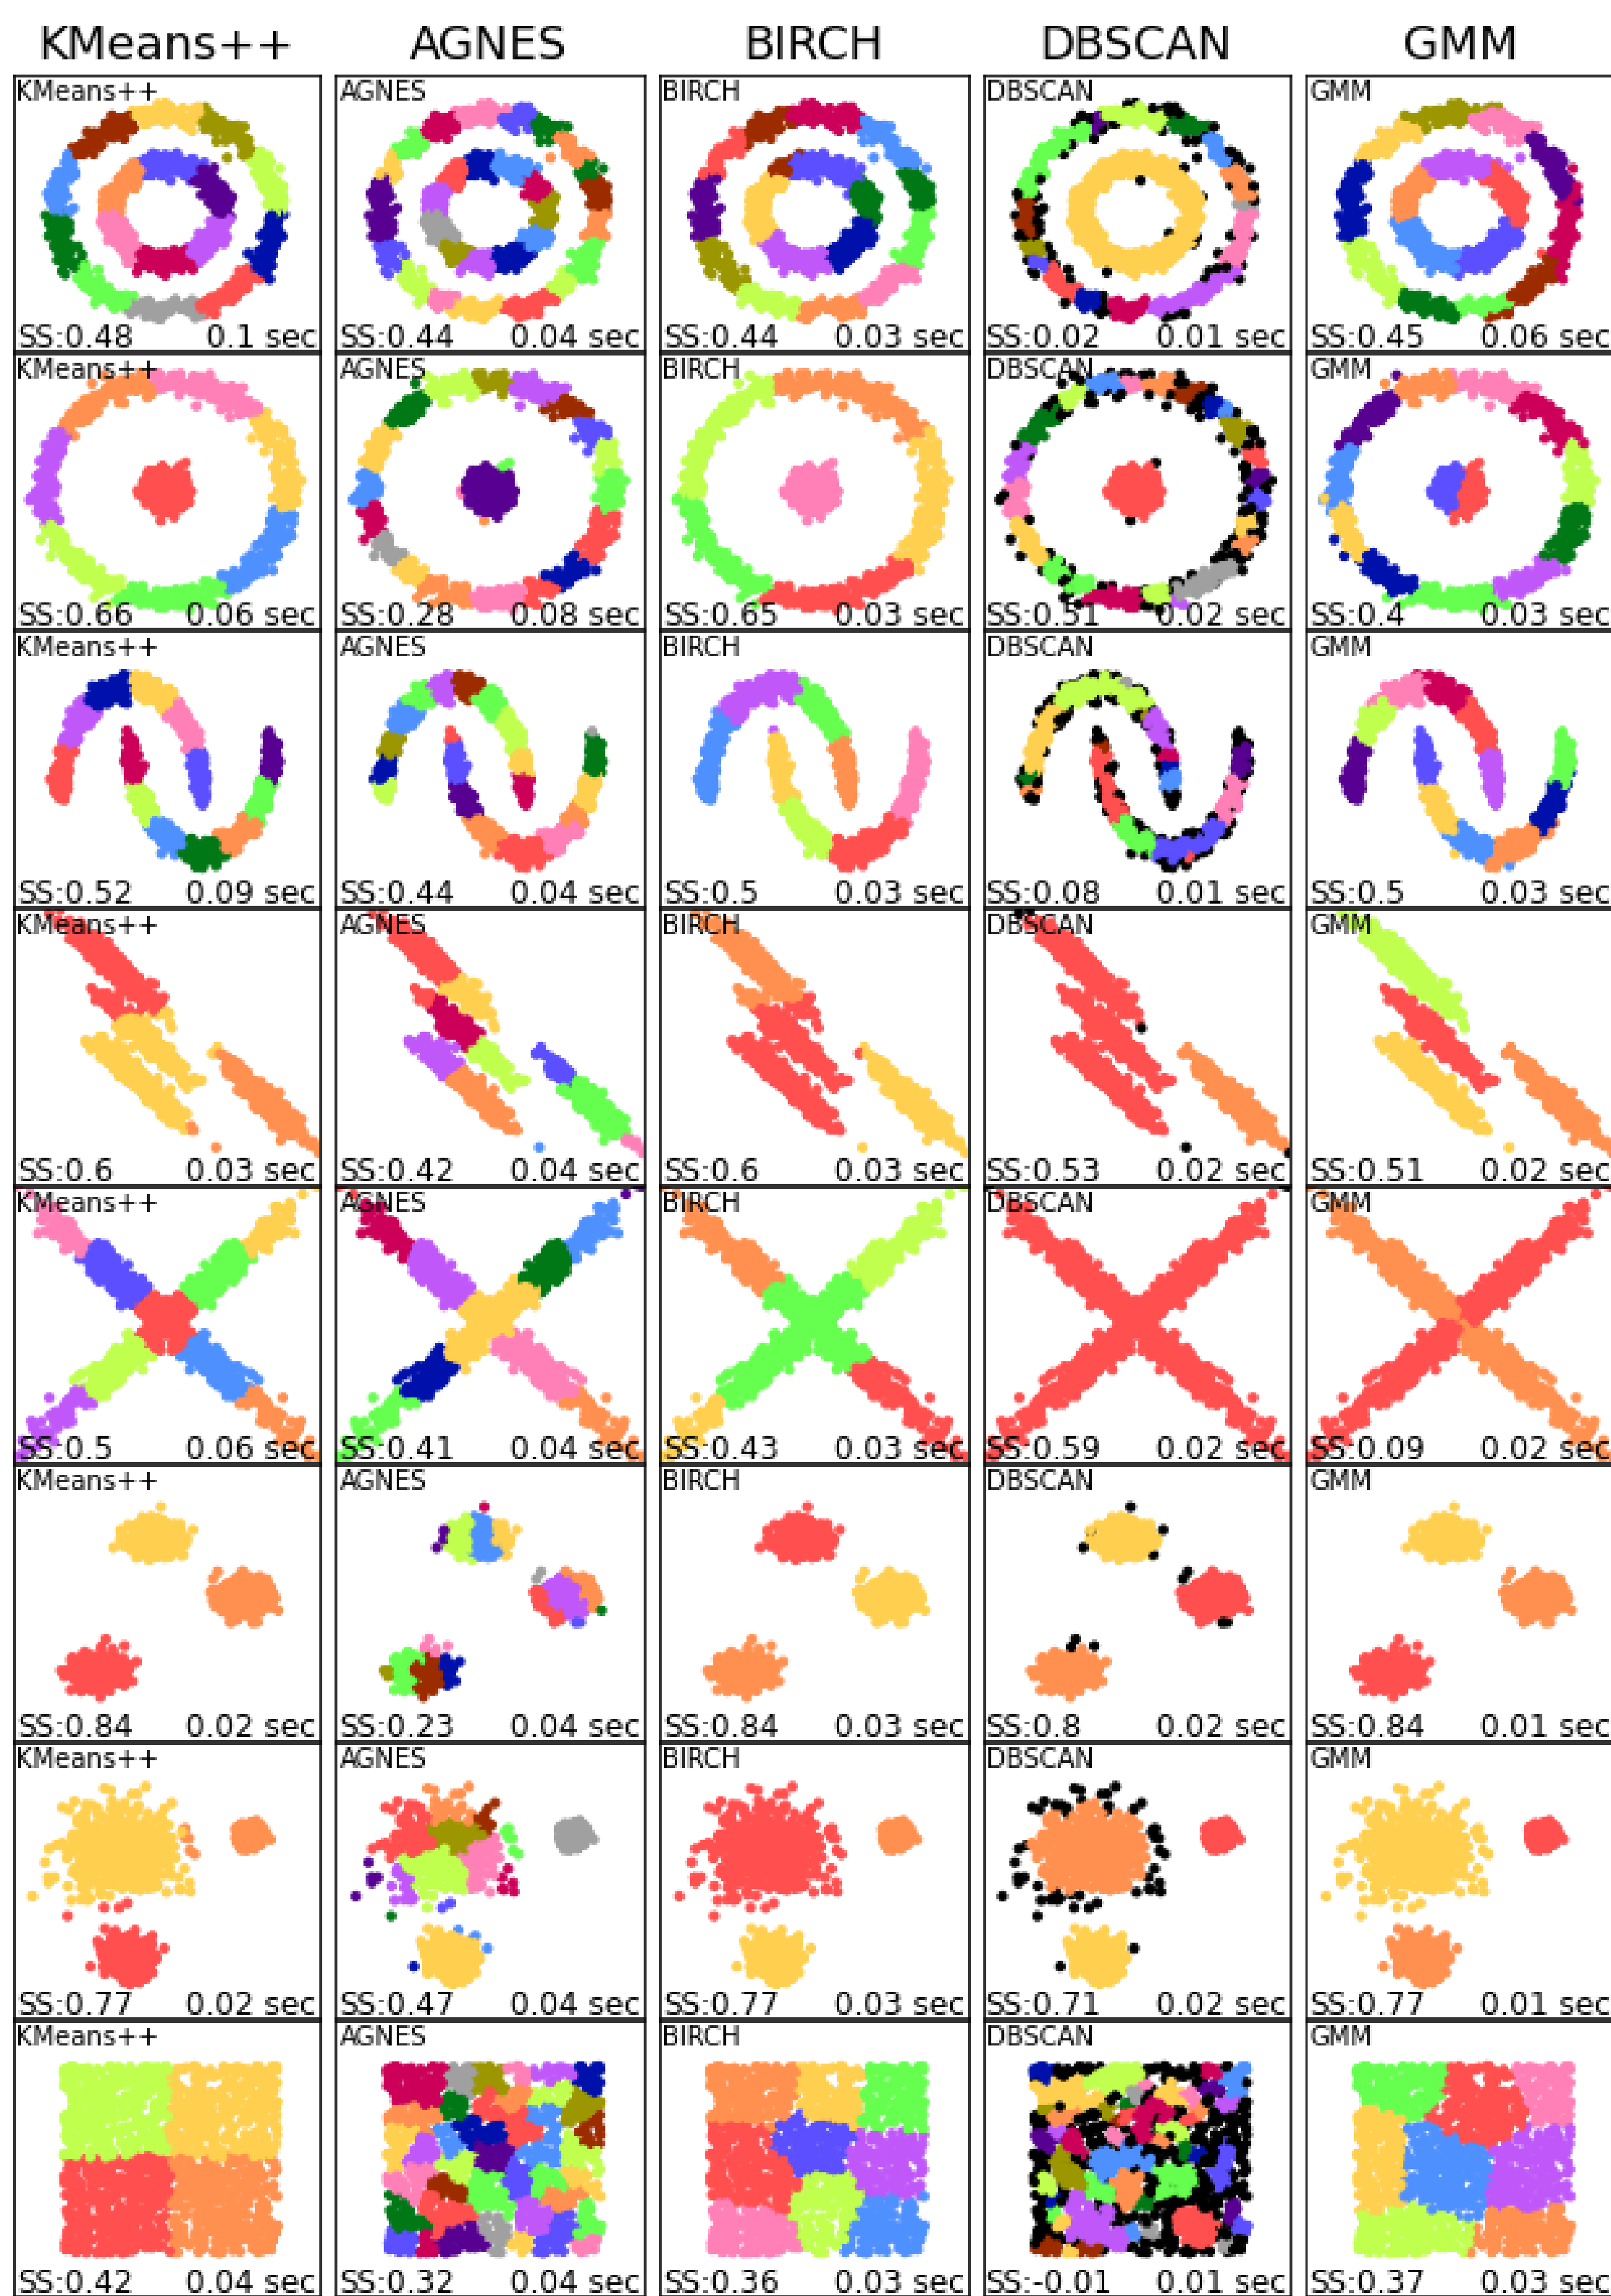 KMeans++ AGNES BIRCH DBSCAN GMM
KMeans++ AGNES BIRCH DBSCAN GMM
SS:0.48 0.1 sec SS:0.44 0.04 sec SS:0.44 0.03 sec SS:0.02 0.01 sec SS:0.45 0.06 sec
KMeans++ AGNES BIRCH DBSCAN GMM
SS:0.66 0.06 sec SS:0.28 0.08 sec SS:0.65 0.03 sec SS:0.51 0.02 sec SS:0.4 0.03 sec
KMeans++ AGNES BIRCH DBSCAN GMM
SS:0.52 0.09 sec SS:0.44 0.04 sec SS:0.5 0.03 sec SS:0.08 0.01 sec SS:0.5 0.03 sec
KMeans++ AGNES BIRCH DBSCAN GMM
SS:0.6 0.03 sec SS:0.42 0.04 sec SS:0.6 0.03 sec SS:0.53 0.02 sec SS:0.51 0.02 sec
KMeans++ AGNES BIRCH DBSCAN GMM
SS:0.5 0.06 sec SS:0.41 0.04 sec SS:0.43 0.03 sec SS:0.59 0.02 sec SS:0.09 0.02 sec
KMeans++ AGNES BIRCH DBSCAN GMM
SS:0.84 0.02 sec SS:0.23 0.04 sec SS:0.84 0.03 sec SS:0.8 0.02 sec SS:0.84 0.01 sec
KMeans++ AGNES BIRCH DBSCAN GMM
SS:0.77 0.02 sec SS:0.47 0.04 sec SS:0.77 0.03 sec SS:0.71 0.02 sec SS:0.77 0.01 sec
KMeans++ AGNES BIRCH DBSCAN GMM
SS:0.42 0.04 sec SS:0.32 0.04 sec SS:0.36 0.03 sec SS:-0.01 0.01 sec SS:0.37 0.03 sec